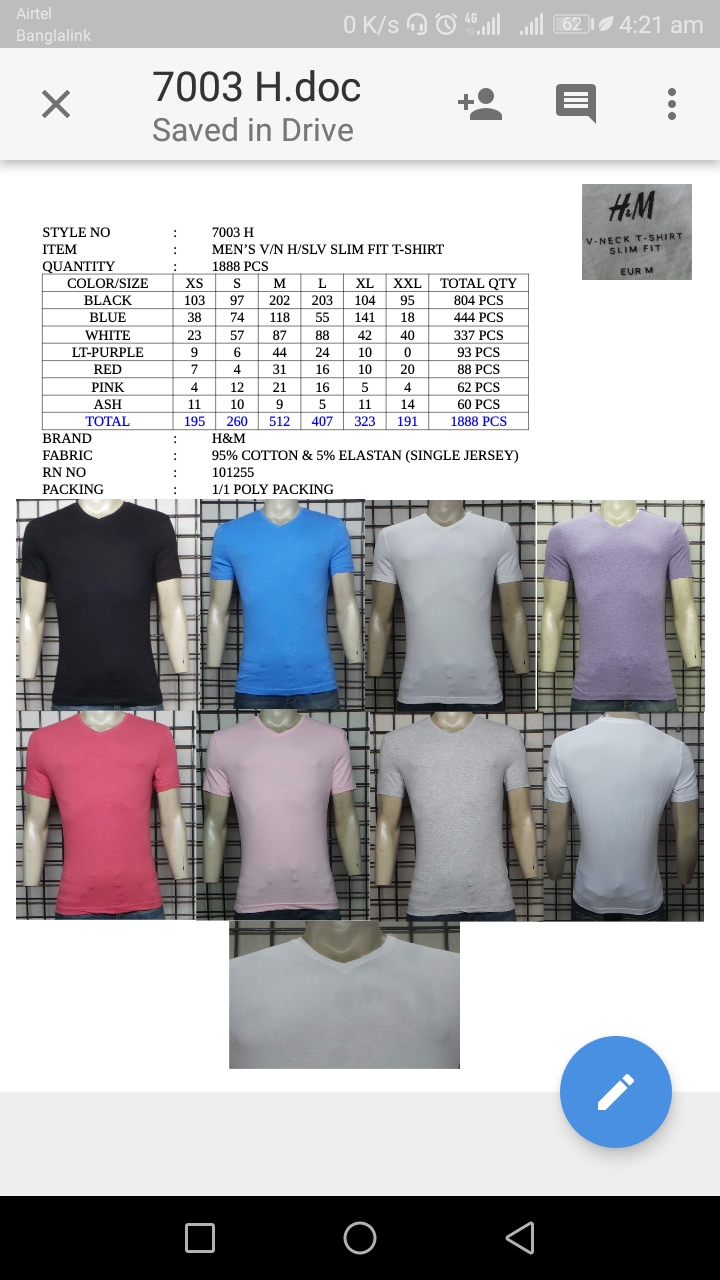 Airtel
Banglalink
0 K/s 4G 62 4:21 am
7003 H.doc
Saved in Drive
H&M
V-NECK T-SHIRT
SLIM FIT
EUR M
STYLE NO : 7003 H
ITEM : MEN’S V/N H/SLV SLIM FIT T-SHIRT
QUANTITY : 1888 PCS
COLOR/SIZE XS S M L XL XXL TOTAL QTY
BLACK 103 97 202 203 104 95 804 PCS
BLUE 38 74 118 55 141 18 444 PCS
WHITE 23 57 87 88 42 40 337 PCS
LT-PURPLE 9 6 44 24 10 0 93 PCS
RED 7 4 31 16 10 20 88 PCS
PINK 4 12 21 16 5 4 62 PCS
ASH 11 10 9 5 11 14 60 PCS
TOTAL 195 260 512 407 323 191 1888 PCS
BRAND : H&M
FABRIC : 95% COTTON & 5% ELASTAN (SINGLE JERSEY)
RN NO : 101255
PACKING : 1/1 POLY PACKING